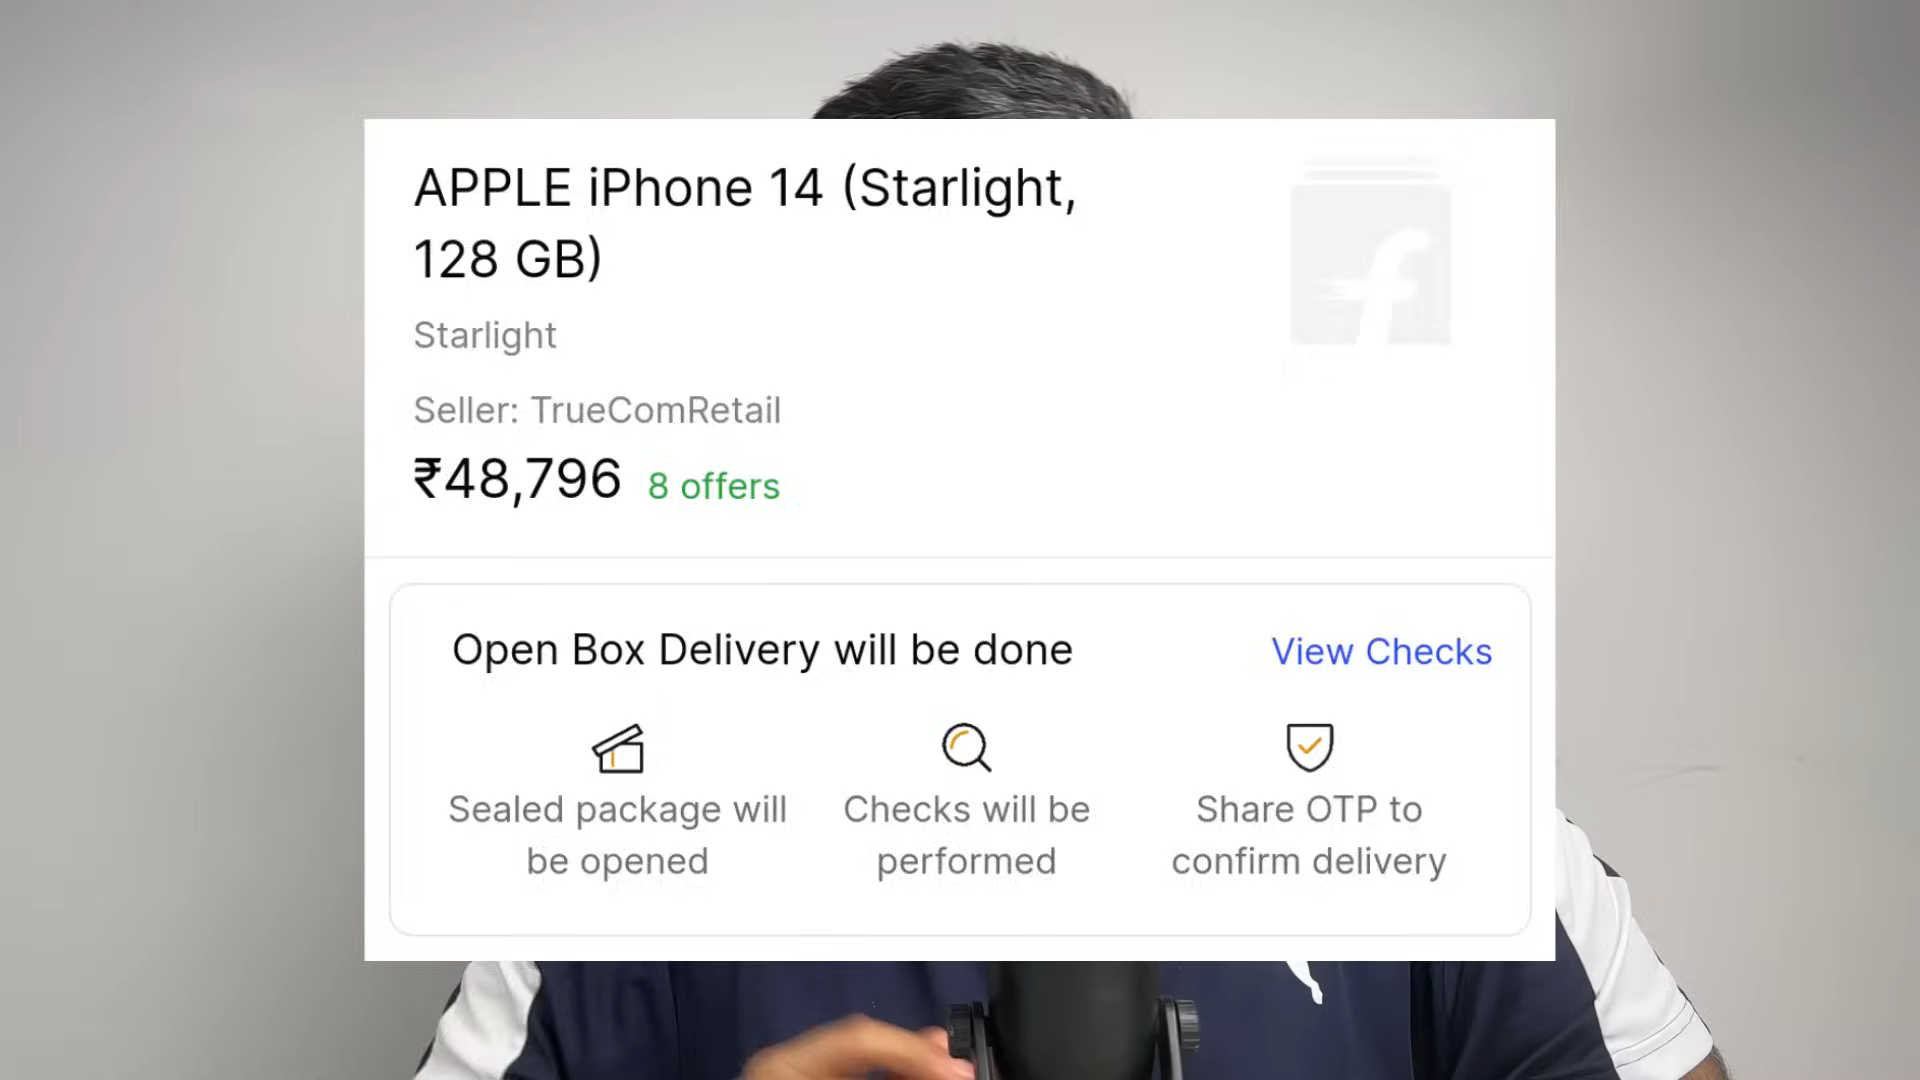 APPLE iPhone 14 (Starlight,
128 GB)
Starlight
Seller: TrueComRetail
₹48,796 8 offers
Open Box Delivery will be done
View Checks
Sealed package will
be opened
Checks will be
performed
Share OTP to
confirm delivery